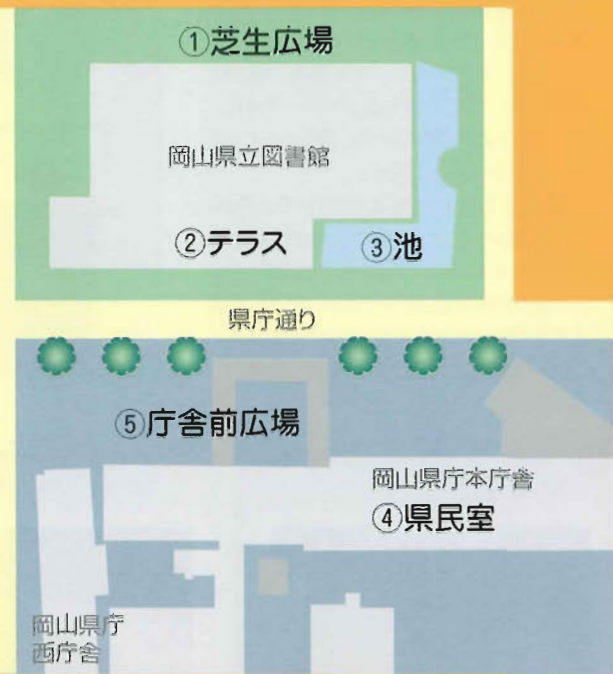 ①芝生広場
岡山県立図書館
②テラス
③池
県庁通り
⑤庁舎前広場
岡山県庁本庁舎
④県民室
岡山県庁
西庁舎